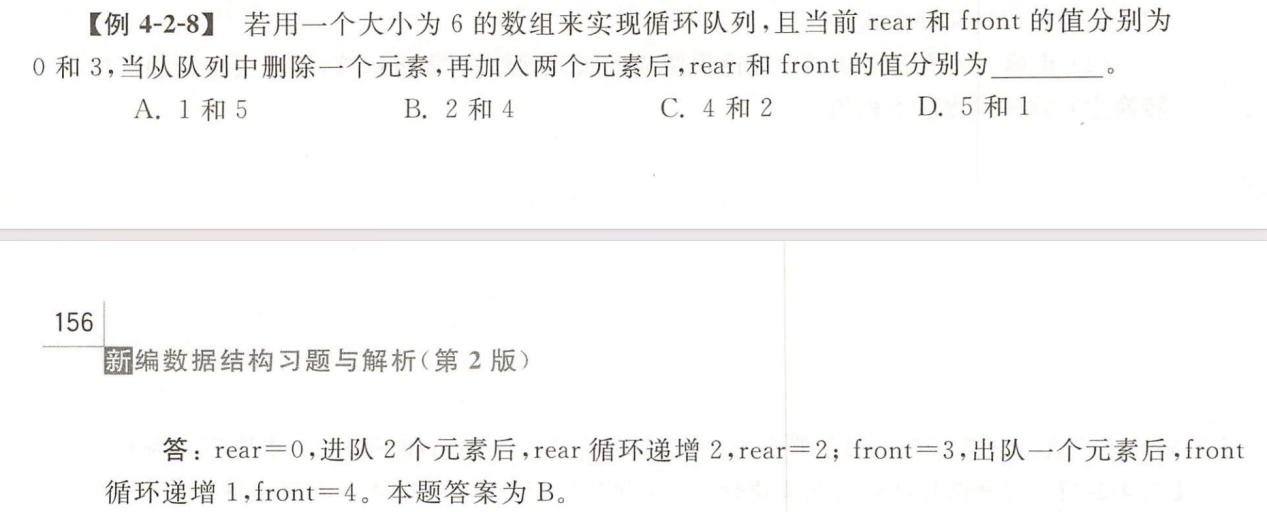 【例 4-2-8】 若用一个大小为 6 的数组来实现循环队列,且当前 rear 和 front 的值分别为
0 和 3,当从队列中删除一个元素,再加入两个元素后,rear 和 front 的值分别为________。
A. 1 和 5 B. 2 和 4 C. 4 和 2 D. 5 和 1
156
新编数据结构习题与解析(第 2 版)
答：rear=0,进队 2 个元素后,rear 循环递增 2,rear=2; front=3,出队一个元素后,front
循环递增 1,front=4。本题答案为 B。